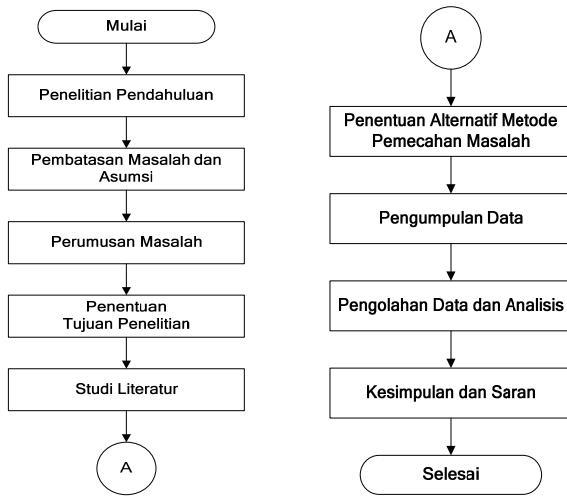 Mulai
Penelitian Pendahuluan
Pembatasan Masalah dan
Asumsi
Perumusan Masalah
Penentuan
Tujuan Penelitian
Studi Literatur
A
A
Penentuan Alternatif Metode
Pemecahan Masalah
Pengumpulan Data
Pengolahan Data dan Analisis
Kesimpulan dan Saran
Selesai